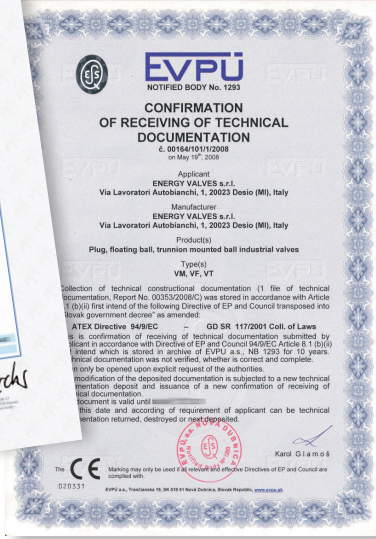 EVPÚ
NOTIFIED BODY No. 1293
CONFIRMATION
OF RECEIVING OF TECHNICAL
DOCUMENTATION
č. 00164/101/1/2008
on May 19th, 2008
Applicant
ENERGY VALVES s.r.l.
Via Lavoratori Autobianchi, 1, 20023 Desio (MI), Italy
Manufacturer
ENERGY VALVES s.r.l.
Via Lavoratori Autobianchi, 1, 20023 Desio (MI), Italy
Product(s)
Plug, floating ball, trunnion mounted ball industrial valves
Type(s)
VM, VF, VT
Collection of technical constructional documentation (1 file of technical
documentation, Report No. 00353/2008/C) was stored in accordance with Article
8.1 (b)(ii) first intend of the following Directive of EP and Council transposed into
Slovak government decree" as amended:
ATEX Directive 94/9/EC – GD SR 117/2001 Coll. of Laws
is confirmation of receiving of technical documentation submitted by
applicant in accordance with Directive of EP and Council 94/9/EC Article 8.1 (b)(ii)
intend which is stored in archive of EVPU a.s., NB 1293 for 10 years.
technical documentation was not verified, whether is correct and complete.
only be opened upon explicit request of the authorities.
modification of the deposited documentation is subjected to a new technical
documentation deposit and issuance of a new confirmation of receiving of
technical documentation.
document is valid until
this date and according of requirement of applicant can be technical
documentation returned, destroyed or next deposited.
EVPÚ a.s. NOVÁ DUBNICA
Karol Glamoš
The CE Marking may only be used if all relevant and effective Directives of EP and Council are
complied with.
020331
EVPÚ a.s., Trenčianska 19, SK 018 51 Nová Dubnica, Slovak Republic, www.evpu.sk